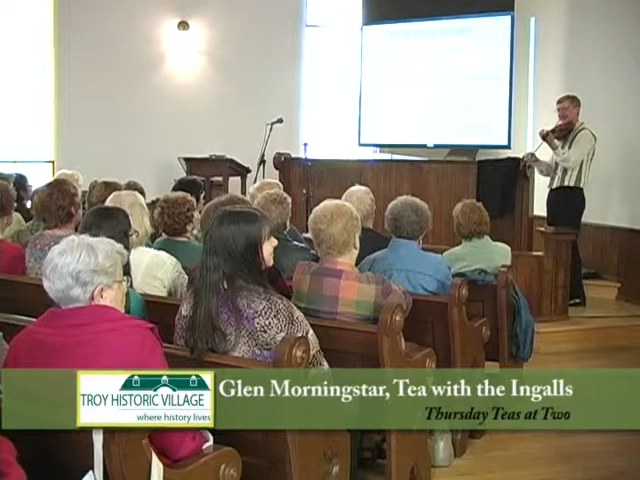 TROY HISTORIC VILLAGE
where history lives
Glen Morningstar, Tea with the Ingalls
Thursday Teas at Two